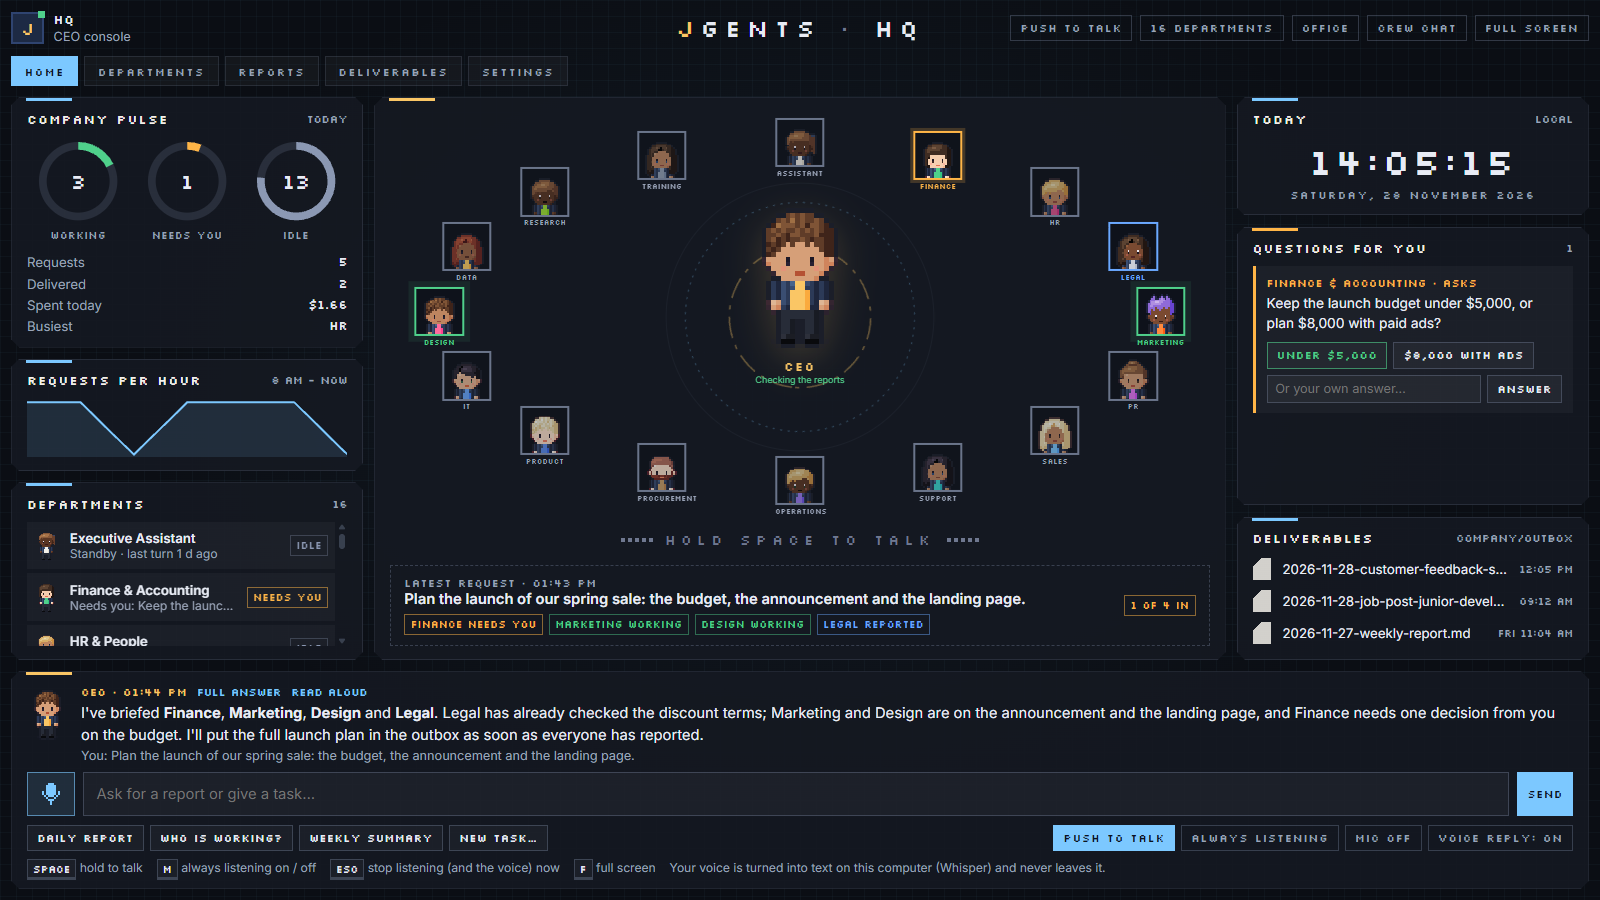 J
HQ
CEO console
JGENTS · HQ
PUSH TO TALK
16 DEPARTMENTS
OFFICE
CREW CHAT
FULL SCREEN
HOME
DEPARTMENTS
REPORTS
DELIVERABLES
SETTINGS
COMPANY PULSE
TODAY
3
1
13
WORKING
NEEDS YOU
IDLE
Requests 5
Delivered 2
Spent today $1.66
Busiest HR
REQUESTS PER HOUR
8 AM – NOW
DEPARTMENTS
16
Executive Assistant
Standby · last turn 1 d ago
IDLE
Finance & Accounting
Needs you: Keep the launc...
NEEDS YOU
HR & People
ASSISTANT
TRAINING
FINANCE
RESEARCH
HR
DATA
LEGAL
DESIGN
MARKETING
IT
PR
PRODUCT
SALES
PROCUREMENT
SUPPORT
OPERATIONS
CEO
Checking the reports
HOLD SPACE TO TALK
LATEST REQUEST · 01:43 PM
Plan the launch of our spring sale: the budget, the announcement and the landing page.
FINANCE NEEDS YOU
MARKETING WORKING
DESIGN WORKING
LEGAL REPORTED
1 OF 4 IN
TODAY
LOCAL
14:05:15
SATURDAY, 28 NOVEMBER 2026
QUESTIONS FOR YOU
1
FINANCE & ACCOUNTING · ASKS
Keep the launch budget under $5,000, or
plan $8,000 with paid ads?
UNDER $5,000
$8,000 WITH ADS
Or your own answer...
ANSWER
DELIVERABLES
COMPANY/OUTBOX
2026-11-28-customer-feedback-s... 12:05 PM
2026-11-28-job-post-junior-devel... 09:12 AM
2026-11-27-weekly-report.md FRI 11:04 AM
CEO · 01:44 PM FULL ANSWER READ ALOUD
I've briefed Finance, Marketing, Design and Legal. Legal has already checked the discount terms; Marketing and Design are on the announcement and the landing page, and Finance needs one decision from you
on the budget. I'll put the full launch plan in the outbox as soon as everyone has reported.
You: Plan the launch of our spring sale: the budget, the announcement and the landing page.
Ask for a report or give a task...
SEND
DAILY REPORT
WHO IS WORKING?
WEEKLY SUMMARY
NEW TASK...
PUSH TO TALK
ALWAYS LISTENING
MIC OFF
VOICE REPLY: ON
SPACE hold to talk M always listening on / off ESC stop listening (and the voice) now F full screen Your voice is turned into text on this computer (Whisper) and never leaves it.